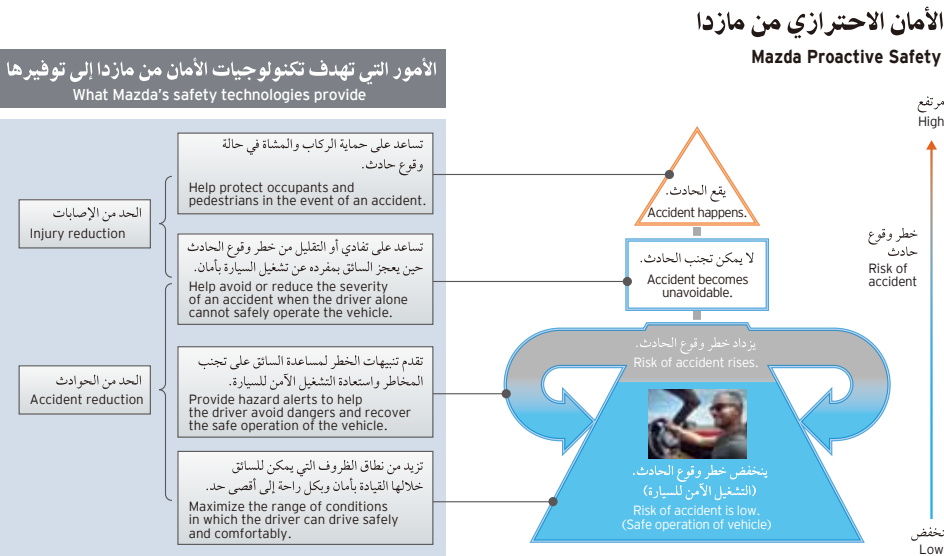 الأمان الاحترازي من مازدا
Mazda Proactive Safety
الأمور التي تهدف تكنولوجيات الأمان من مازدا إلى توفيرها
What Mazda's safety technologies provide
تساعد على حماية الركاب والمشاة في حالة
وقوع حادث.
Help protect occupants and
pedestrians in the event of an accident.
الحد من الإصابات
Injury reduction
تساعد على تفادي أو التقليل من خطر وقوع الحادث
حين يعجز السائق بمفرده عن تشغيل السيارة بأمان.
Help avoid or reduce the severity
of an accident when the driver alone
cannot safely operate the vehicle.
تقدم تنبيهات الخطر لمساعدة السائق على تجنب
المخاطر واستعادة التشغيل الآمن للسيارة.
Provide hazard alerts to help
the driver avoid dangers and recover
the safe operation of the vehicle.
الحد من الحوادث
Accident reduction
تزيد من نطاق الظروف التي يمكن للسائق
خلالها القيادة بأمان وبكل راحة إلى أقصى حد.
Maximize the range of conditions
in which the driver can drive safely
and comfortably.
يقع الحادث.
Accident happens.
لا يمكن تجنب الحادث.
Accident becomes
unavoidable.
يزداد خطر وقوع الحادث.
Risk of accident rises.
ينخفض خطر وقوع الحادث.
(التشغيل الآمن للسيارة)
Risk of accident is low.
(Safe operation of vehicle)
مرتفع
High
خطر وقوع
حادث
Risk of
accident
نخفض
Low